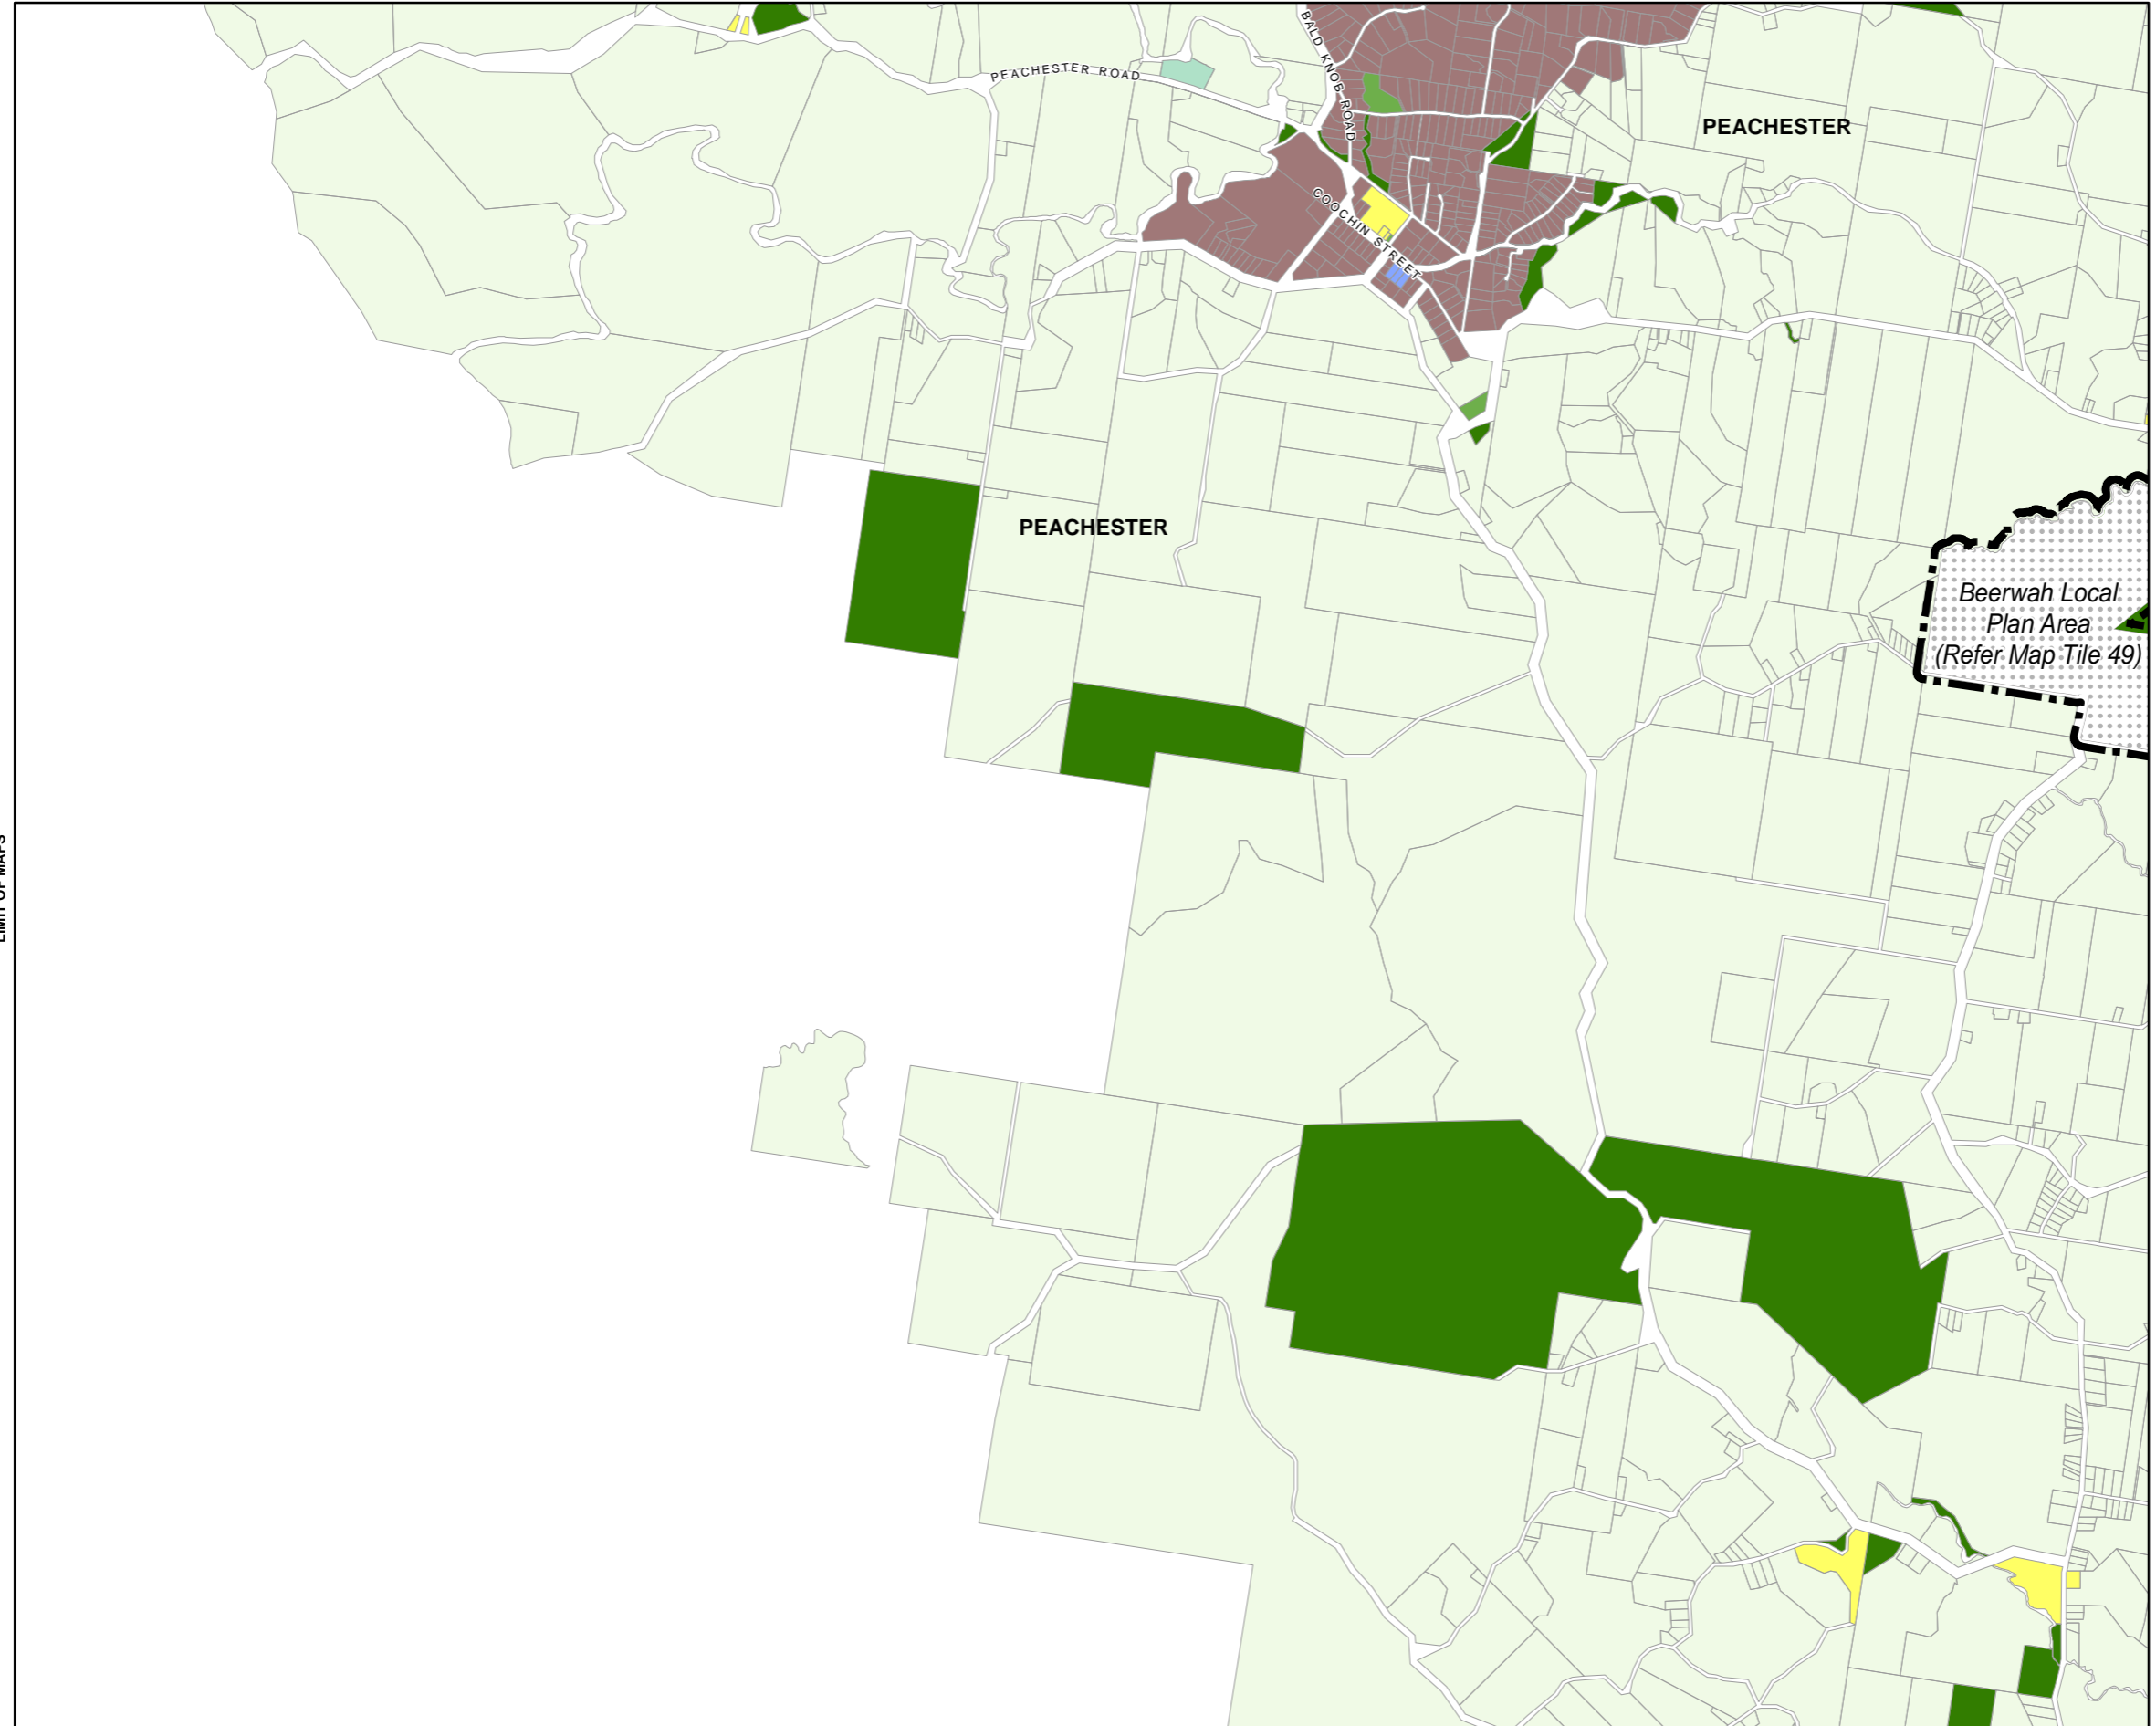 PEACHESTER ROAD
BALD KNOB ROAD
PEACHESTER
COOCHIN STREET
PEACHESTER
Beerwah Local
Plan Area
(Refer Map Tile 49)
LIMIT OF MAPS